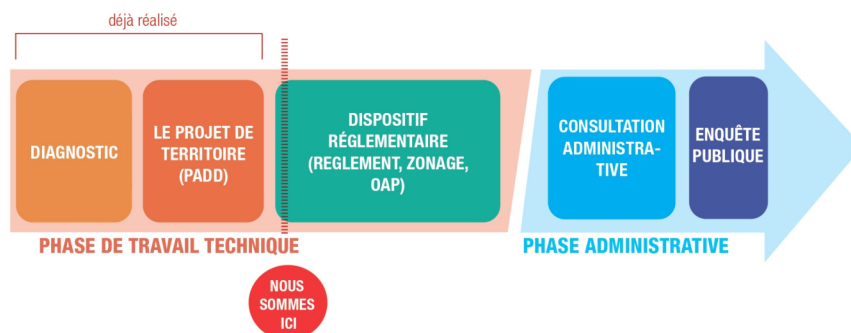 déjà réalisé
DIAGNOSTIC
LE PROJET DE
TERRITOIRE
(PADD)
DISPOSITIF
RÉGLEMENTAIRE
(REGLEMENT, ZONAGE,
OAP)
CONSULTATION
ADMINISTRA-
TIVE
ENQUÊTE
PUBLIQUE
PHASE DE TRAVAIL TECHNIQUE
PHASE ADMINISTRATIVE
NOUS
SOMMES
ICI